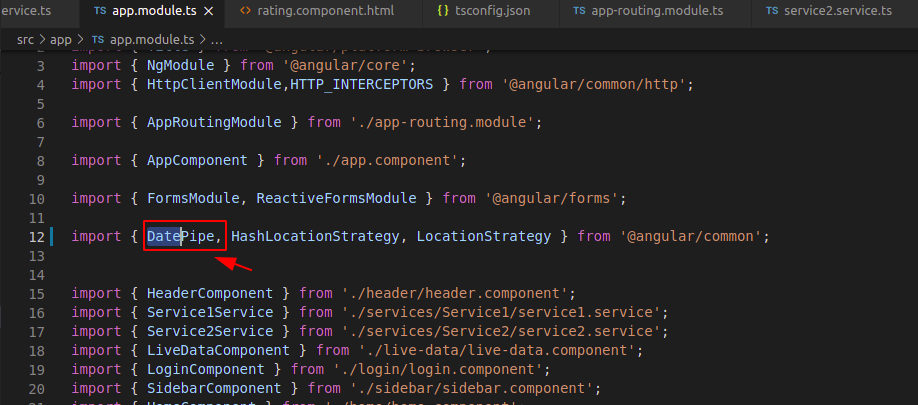 ervice.ts TS app.module.ts × <> rating.component.html {} tsconfig.json TS app-routing.module.ts TS service2.service.ts
src > app > TS app.module.ts > ...
3 import { NgModule } from '@angular/core';
4 import { HttpClientModule,HTTP_INTERCEPTORS } from '@angular/common/http';
5
6 import { AppRoutingModule } from './app-routing.module';
7
8 import { AppComponent } from './app.component';
9
10 import { FormsModule, ReactiveFormsModule } from '@angular/forms';
11
12 import { DatePipe, HashLocationStrategy, LocationStrategy } from '@angular/common';
13
14
15 import { HeaderComponent } from './header/header.component';
16 import { Service1Service } from './services/Service1/service1.service';
17 import { Service2Service } from './services/Service2/service2.service';
18 import { LiveDataComponent } from './live-data/live-data.component';
19 import { LoginComponent } from './login/login.component';
20 import { SidebarComponent } from './sidebar/sidebar.component';